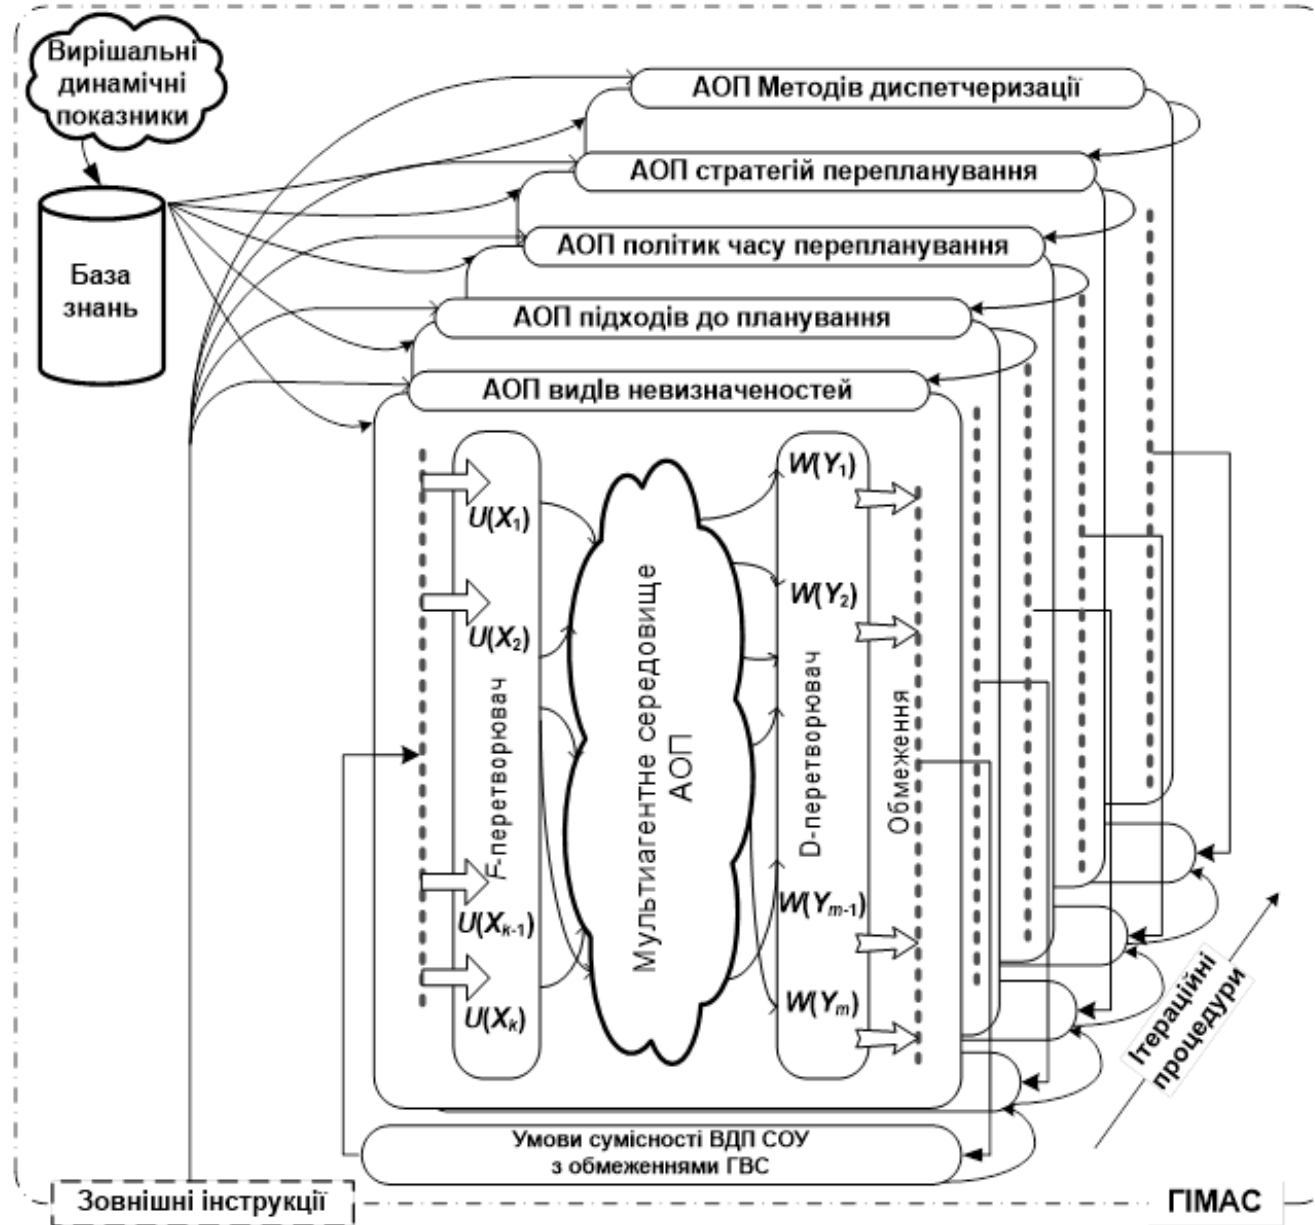 Вирішальні
динамічні
показники
База
знань
АОП Методів диспетчеризації
АОП стратегій перепланування
АОП політик часу перепланування
АОП підходів до планування
АОП видІв невизначеностей
U(X1)
U(X2)
F-перетворювач
U(Xk-1)
U(Xk)
Мультиагентне середовище
АОП
W(Y1)
W(Y2)
D-перетворювач
W(Ym-1)
W(Ym)
Обмеження
Ітераційні
процедури
Умови сумісності ВДП СОУ
з обмеженнями ГВС
Зовнішні інструкції
ГІМАС